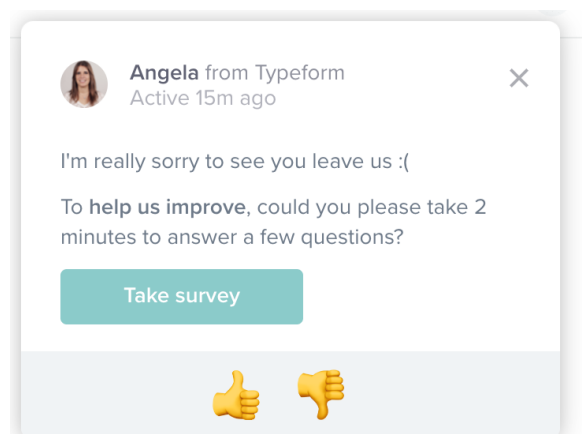 Angela from Typeform
Active 15m ago
I'm really sorry to see you leave us :(
To help us improve, could you please take 2
minutes to answer a few questions?
Take survey